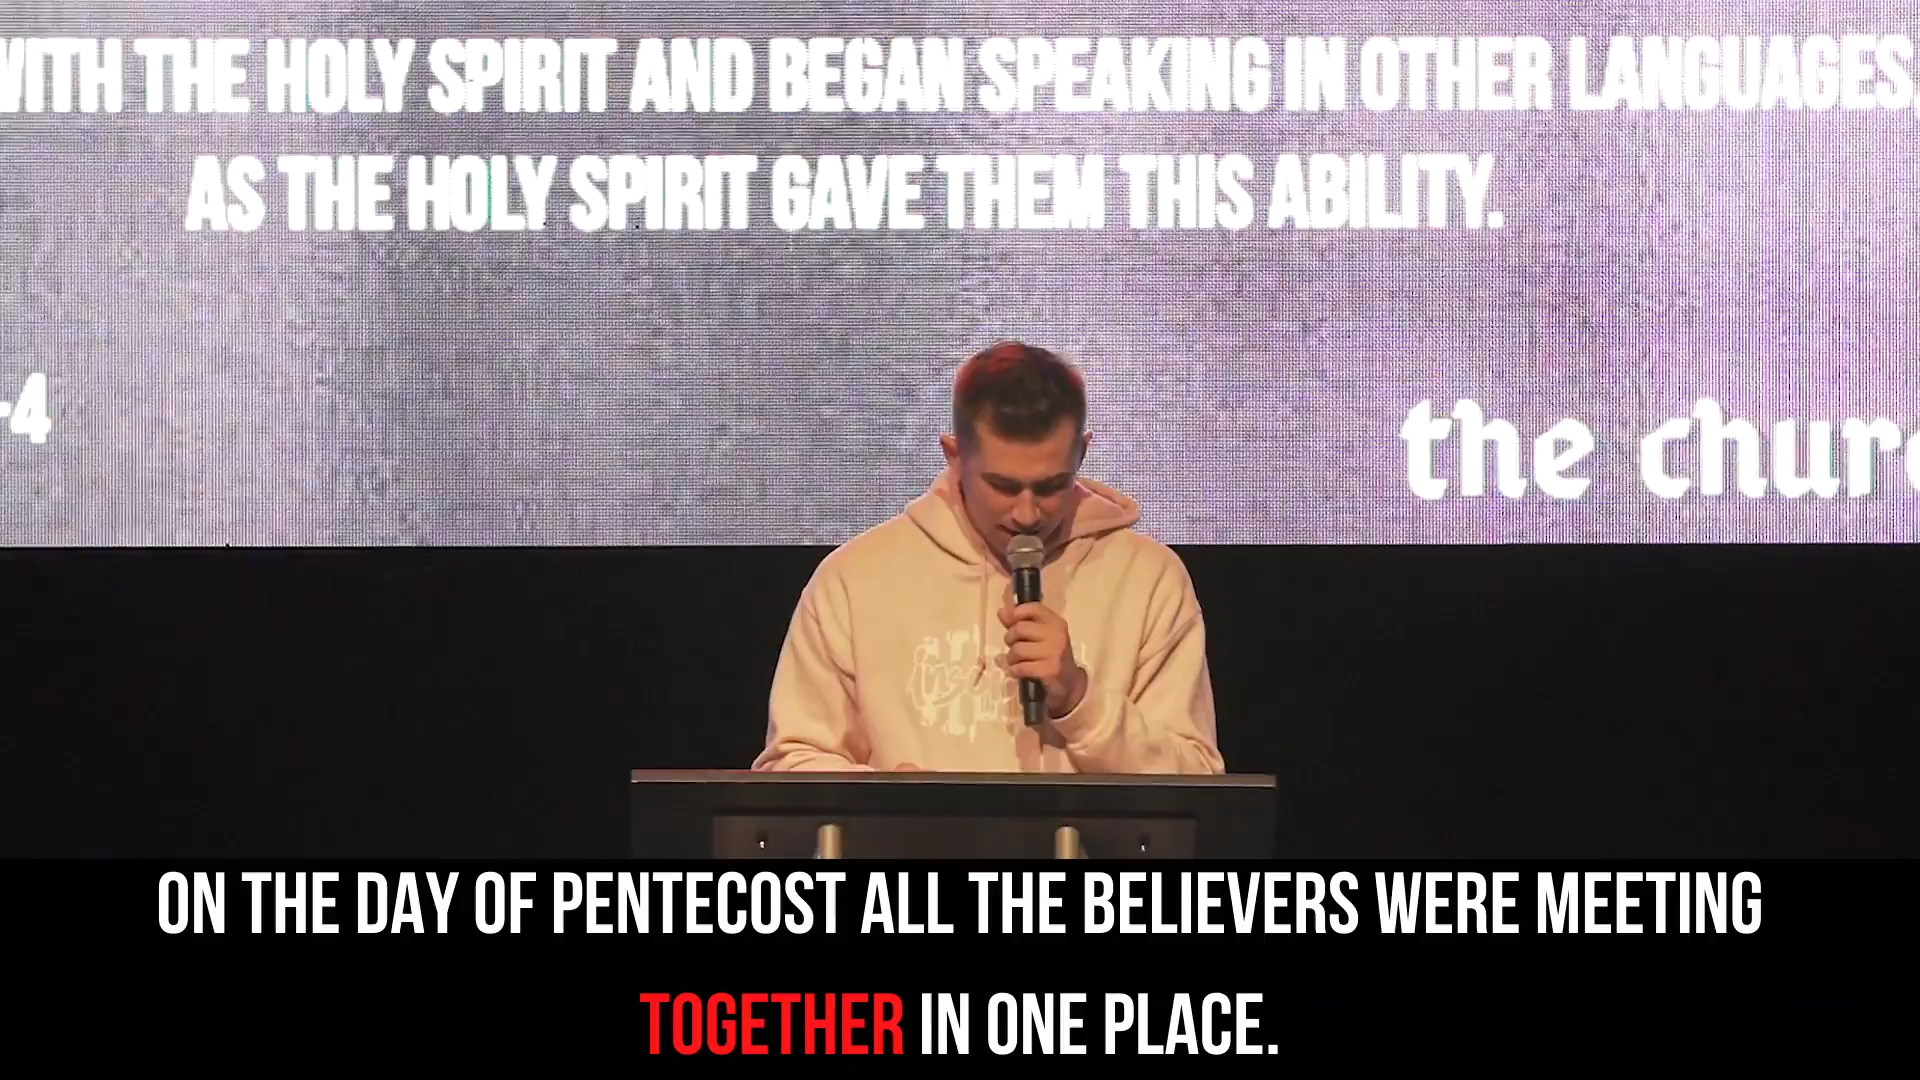 WITH THE HOLY SPIRIT AND BEGAN SPEAKING IN OTHER LANGUAGES,
AS THE HOLY SPIRIT GAVE THEM THIS ABILITY.
-4
the churc
ON THE DAY OF PENTECOST ALL THE BELIEVERS WERE MEETING
TOGETHER IN ONE PLACE.